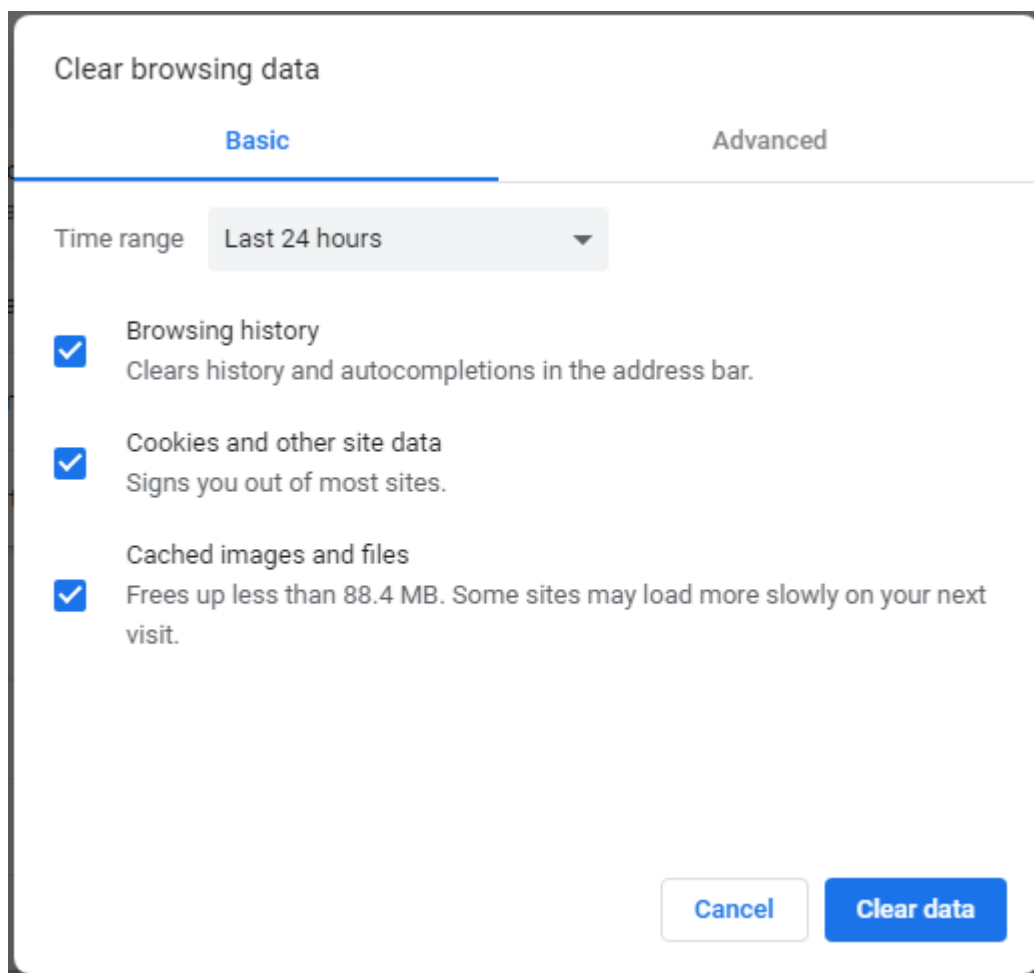 Clear browsing data
Basic
Advanced
Time range
Last 24 hours
Browsing history
Clears history and autocompletions in the address bar.
Cookies and other site data
Signs you out of most sites.
Cached images and files
Frees up less than 88.4 MB. Some sites may load more slowly on your next
visit.
Cancel
Clear data